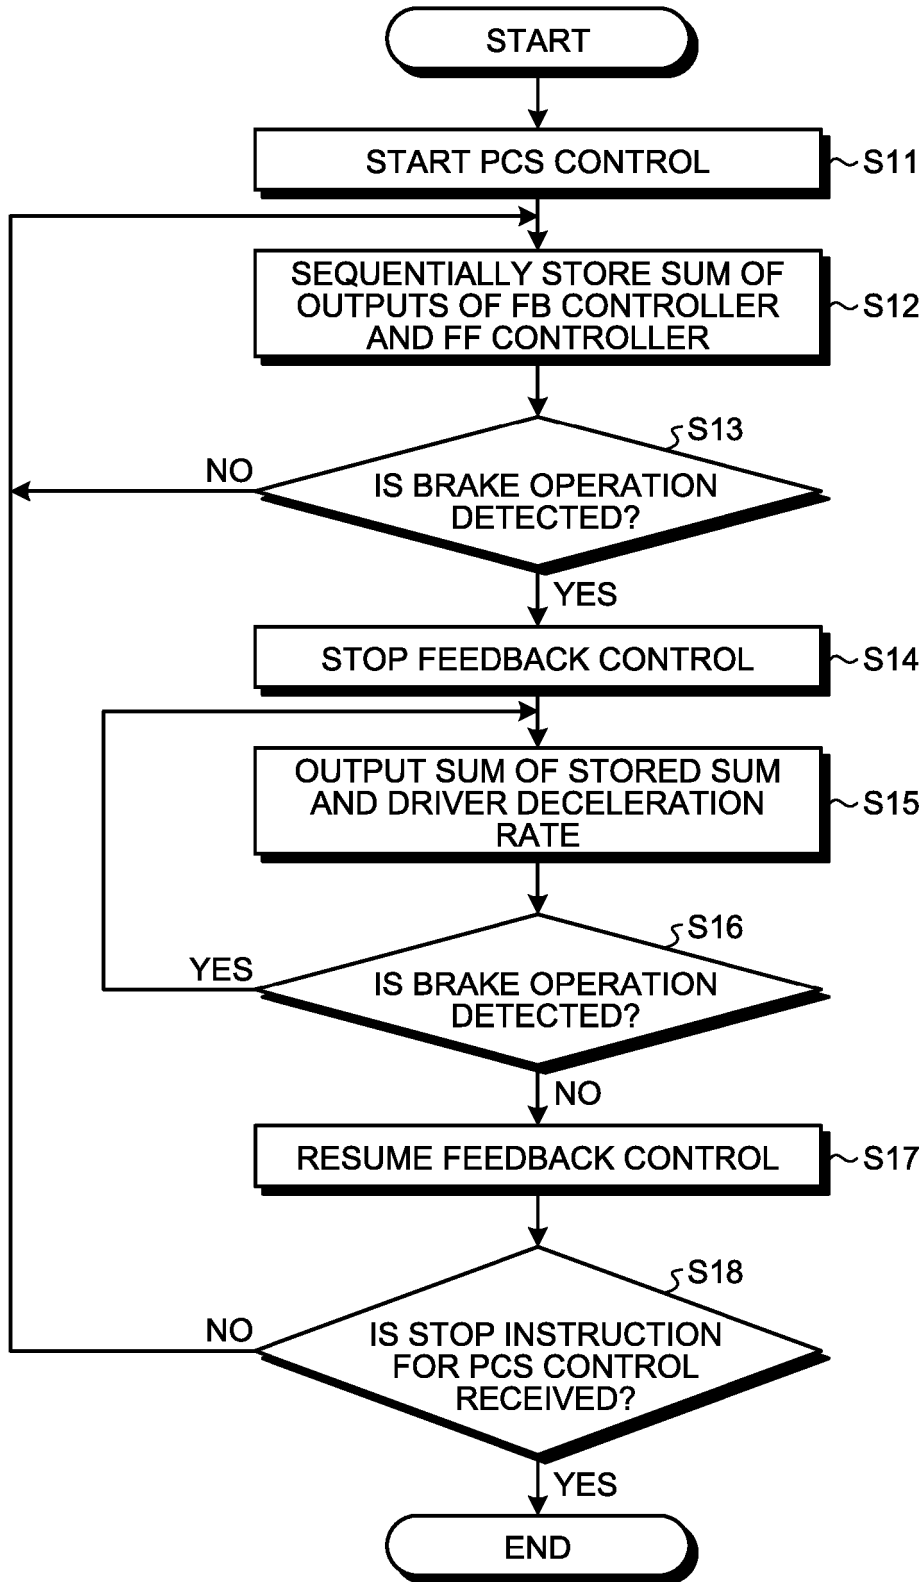 START
START PCS CONTROL
S11
SEQUENTIALLY STORE SUM OF
OUTPUTS OF FB CONTROLLER
AND FF CONTROLLER
S12
S13
NO
IS BRAKE OPERATION
DETECTED?
YES
STOP FEEDBACK CONTROL
S14
OUTPUT SUM OF STORED SUM
AND DRIVER DECELERATION
RATE
S15
S16
YES
IS BRAKE OPERATION
DETECTED?
NO
RESUME FEEDBACK CONTROL
S17
S18
NO
IS STOP INSTRUCTION
FOR PCS CONTROL
RECEIVED?
YES
END